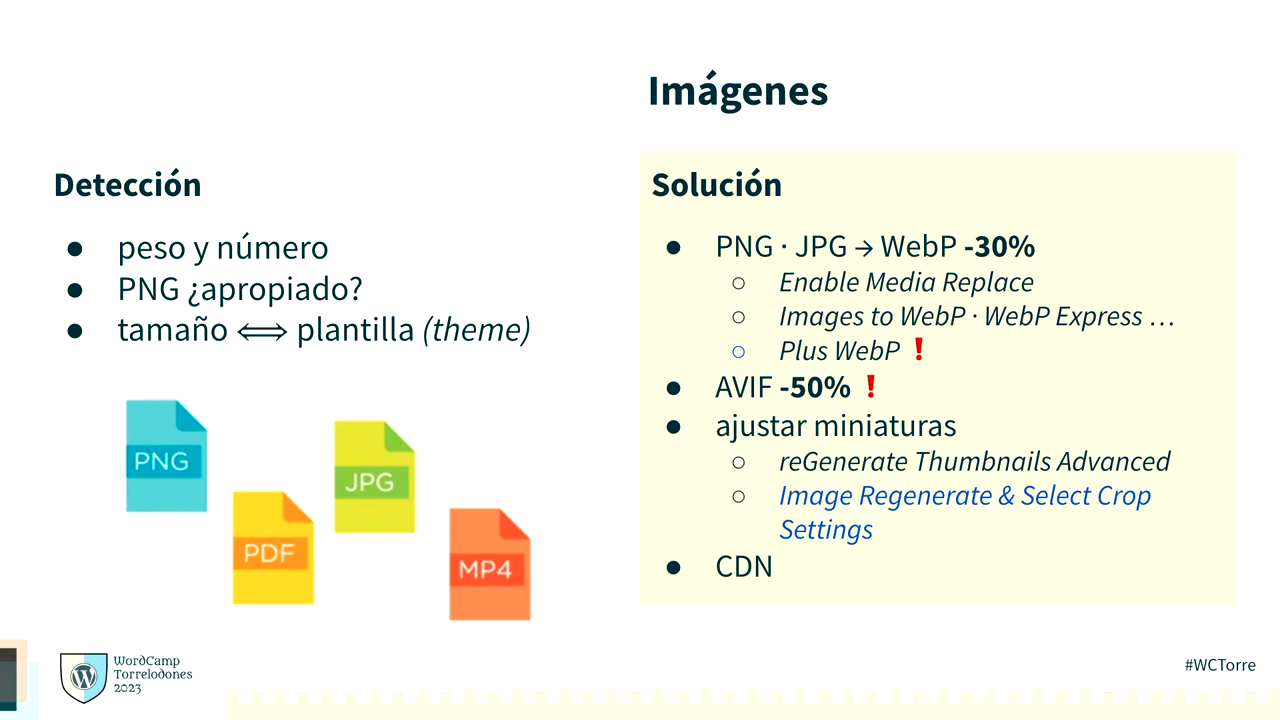 Imágenes
Detección
● peso y número
● PNG ¿apropiado?
● tamaño ⟺ plantilla (theme)
PNG
JPG
PDF
MP4
Solución
● PNG · JPG → WebP -30%
○ Enable Media Replace
○ Images to WebP · WebP Express …
○ Plus WebP ❗
● AVIF -50% ❗
● ajustar miniaturas
○ reGenerate Thumbnails Advanced
○ Image Regenerate & Select Crop
Settings
● CDN
WordCamp
Torrelodones
2023
#WCTorre